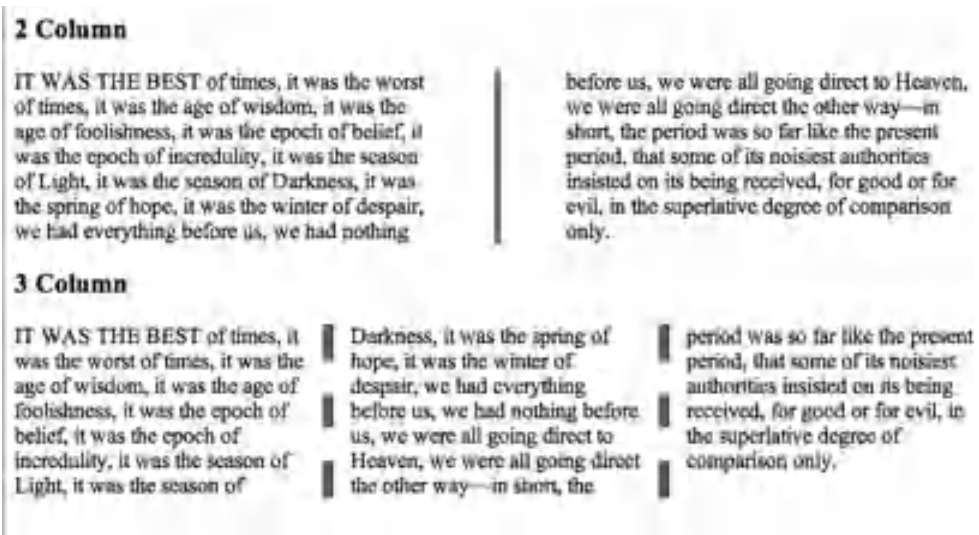 2 Column
IT WAS THE BEST of times, it was the worst
of times, it was the age of wisdom, it was the
age of foolishness, it was the epoch of belief, it
was the epoch of incredulity, it was the season
of Light, it was the season of Darkness, it was
the spring of hope, it was the winter of despair,
we had everything before us, we had nothing
before us, we were all going direct to Heaven,
we were all going direct the other way—in
short, the period was so far like the present
period, that some of its noisiest authorities
insisted on its being received, for good or for
evil, in the superlative degree of comparison
only.
3 Column
IT WAS THE BEST of times, it
was the worst of times, it was the
age of wisdom, it was the age of
foolishness, it was the epoch of
belief, it was the epoch of
incredulity, it was the season of
Light, it was the season of
Darkness, it was the spring of
hope, it was the winter of
despair, we had everything
before us, we had nothing before
us, we were all going direct to
Heaven, we were all going direct
the other way—in short, the
period was so far like the present
period, that some of its noisiest
authorities insisted on its being
received, for good or for evil, in
the superlative degree of
comparison only.